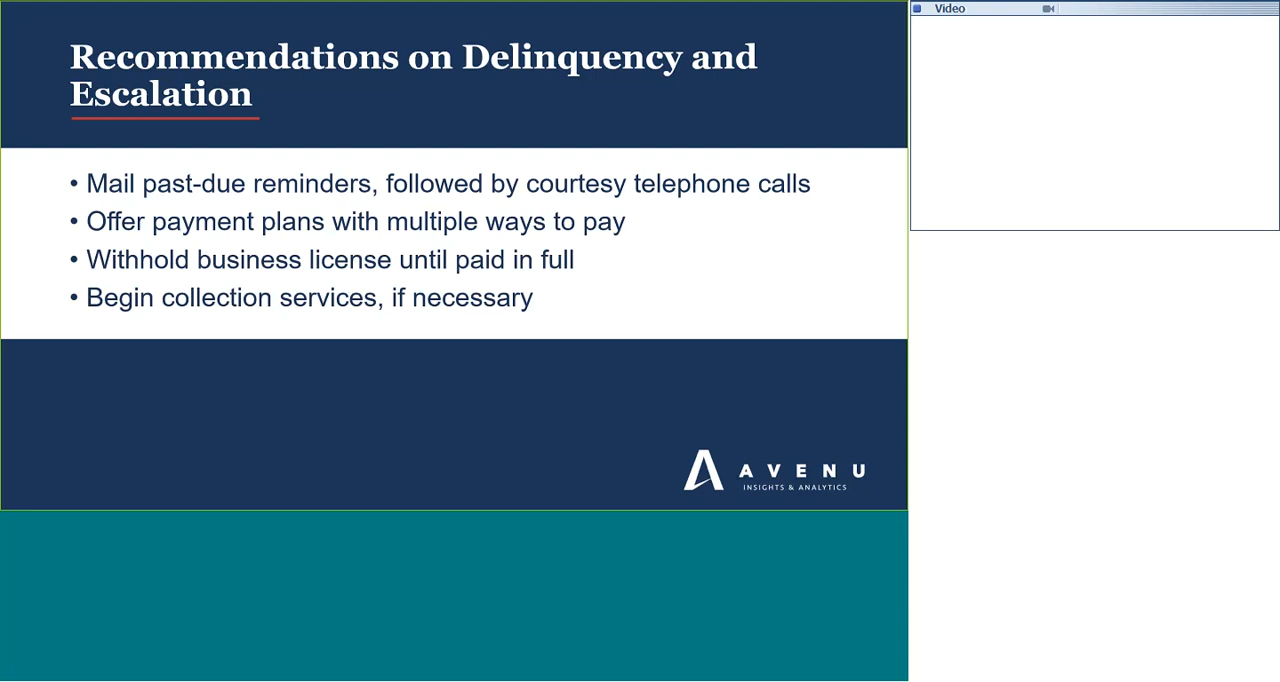 Recommendations on Delinquency and
Escalation
• Mail past-due reminders, followed by courtesy telephone calls
• Offer payment plans with multiple ways to pay
• Withhold business license until paid in full
• Begin collection services, if necessary
AVENU
INSIGHTS & ANALYTICS
Video